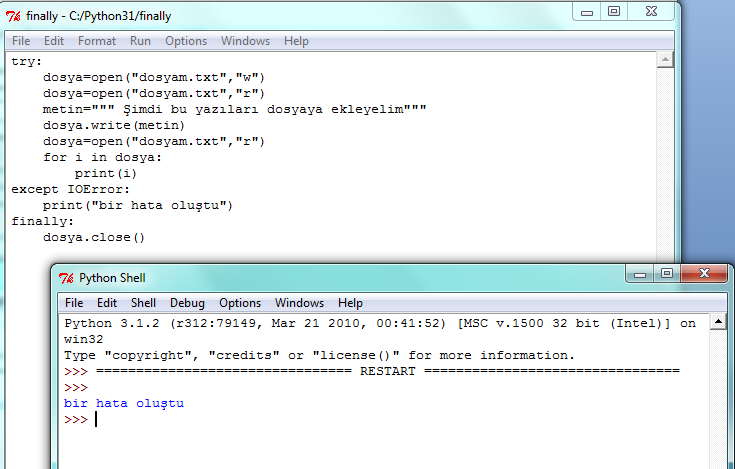 finally - C:/Python31/finally
File Edit Format Run Options Windows Help
try:
    dosya=open("dosyam.txt","w")
    dosya=open("dosyam.txt","r")
    metin=""" Şimdi bu yazıları dosyaya ekleyelim"""
    dosya.write(metin)
    dosya=open("dosyam.txt","r")
    for i in dosya:
        print(i)
except IOError:
    print("bir hata oluştu")
finally:
    dosya.close()
Python Shell
File Edit Shell Debug Options Windows Help
Python 3.1.2 (r312:79149, Mar 21 2010, 00:41:52) [MSC v.1500 32 bit (Intel)] on
win32
Type "copyright", "credits" or "license()" for more information.
>>> ================================ RESTART ================================
>>>
bir hata oluştu
>>>